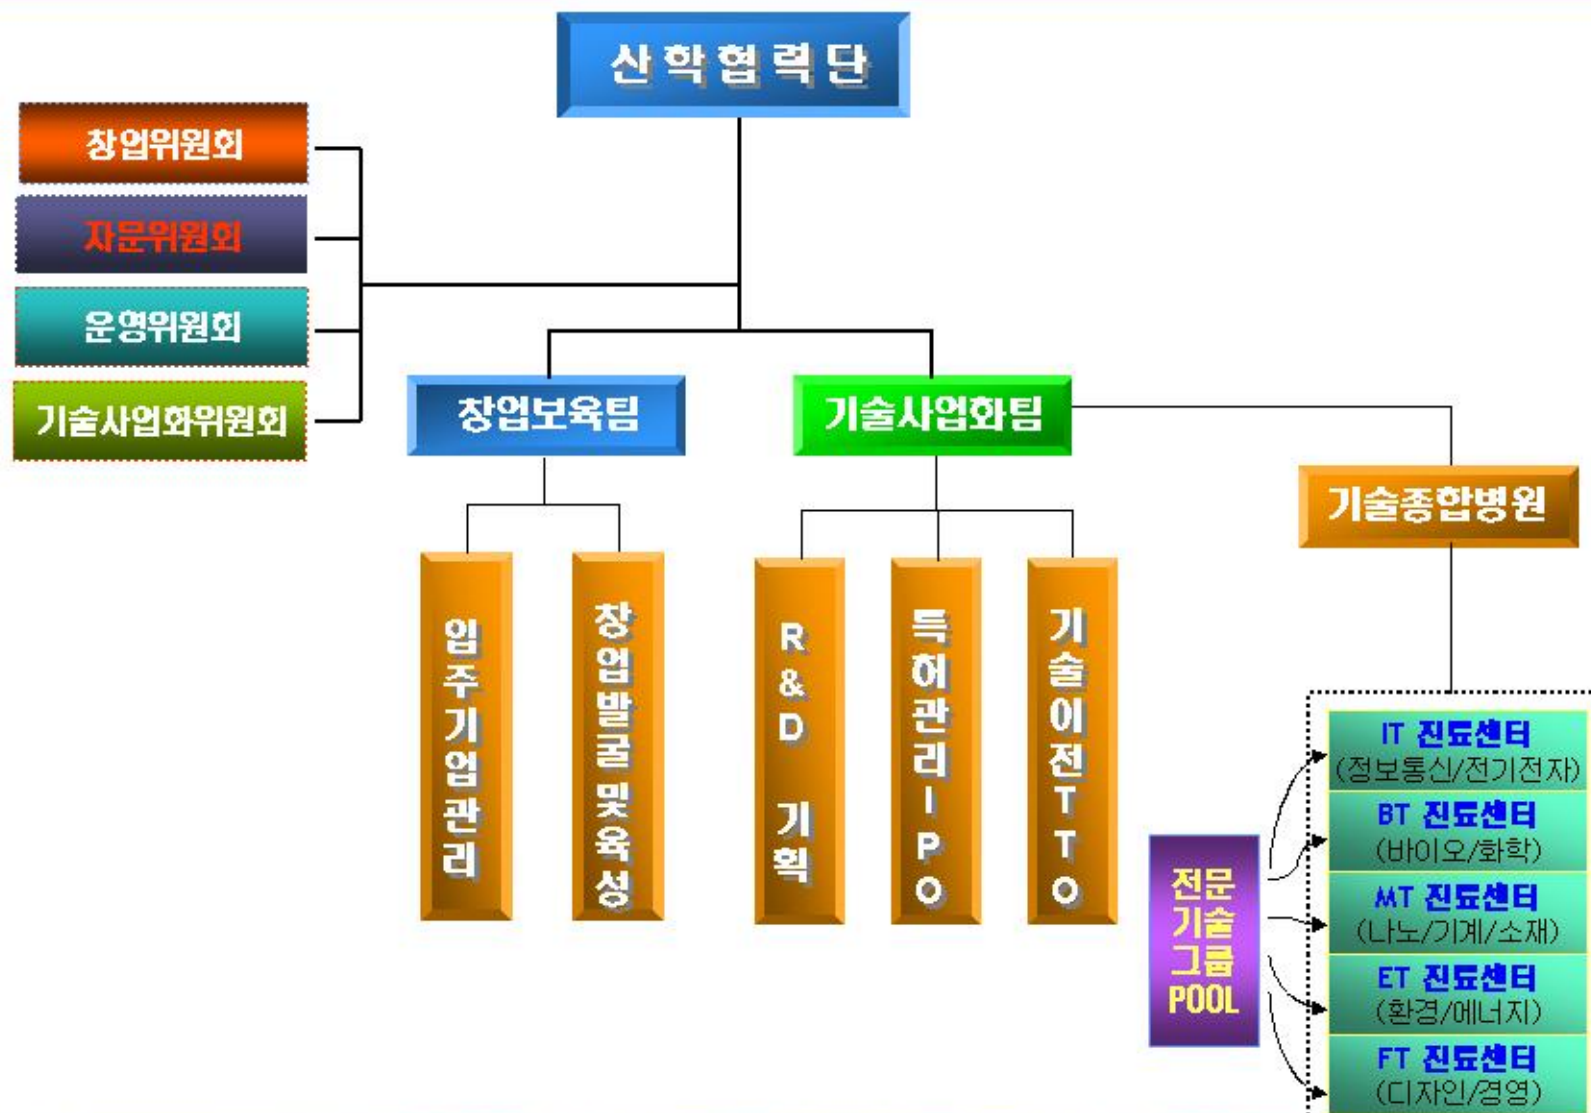 산학협력단
창업위원회
자문위원회
운영위원회
기술사업화위원회
창업보육팀
기술사업화팀
기술종합병원
입주기업관리
창업발굴 및 육성
R&D 기획
특허관리 IPO
기술이전 TTO
전문
기술
그룹
POOL
IT 진료센터
(정보통신/전기전자)
BT 진료센터
(바이오/화학)
MT 진료센터
(나노/기계/소재)
ET 진료센터
(환경/에너지)
FT 진료센터
(디자인/경영)